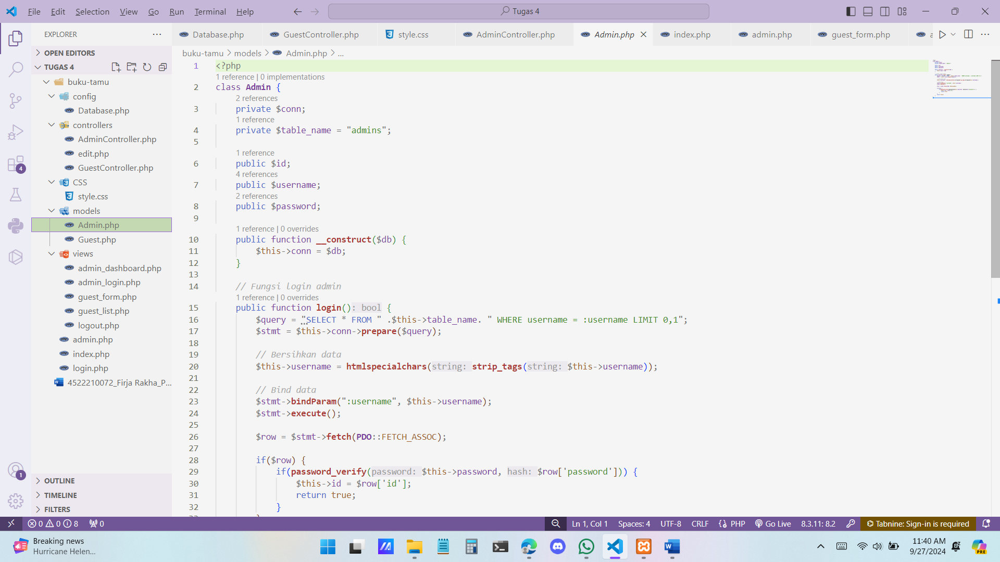 File Edit Selection View Go Run Terminal Help
Tugas 4
EXPLORER
Database.php GuestController.php style.css AdminController.php Admin.php index.php admin.php guest_form.php a
OPEN EDITORS
TUGAS 4
buku-tamu
config
Database.php
controllers
AdminController.php
edit.php
GuestController.php
CSS
style.css
models
Admin.php
Guest.php
views
admin_dashboard.php
admin_login.php
guest_form.php
guest_list.php
logout.php
admin.php
index.php
login.php
4522210072_Firja Rakha_P...
OUTLINE
TIMELINE
FILTERS
4
1
buku-tamu > models > Admin.php > ...
1 <?php
1 reference | 0 implementations
2 class Admin {
2 references
3 private $conn;
1 reference
4 private $table_name = "admins";
5
1 reference
6 public $id;
4 references
7 public $username;
2 references
8 public $password;
9
1 reference | 0 overrides
10 public function __construct($db) {
11 $this->conn = $db;
12 }
13
14 // Fungsi login admin
1 reference | 0 overrides
15 public function login(): bool {
16 $query = "SELECT * FROM " .$this->table_name. " WHERE username = :username LIMIT 0,1";
17 $stmt = $this->conn->prepare($query);
18
19 // Bersihkan data
20 $this->username = htmlspecialchars(string: strip_tags(string: $this->username));
21
22 // Bind data
23 $stmt->bindParam(":username", $this->username);
24 $stmt->execute();
25
26 $row = $stmt->fetch(PDO::FETCH_ASSOC);
27
28 if($row) {
29 if(password_verify(password: $this->password, hash: $row['password'])) {
30 $this->id = $row['id'];
31 return true;
32 }
0 0 8 0 Ln 1, Col 1 Spaces: 4 UTF-8 CRLF PHP Go Live 8.3.11: 8.2 Tabnine: Sign-in is required
Breaking news
Hurricane Helen...
11:40 AM
9/27/2024
PRE